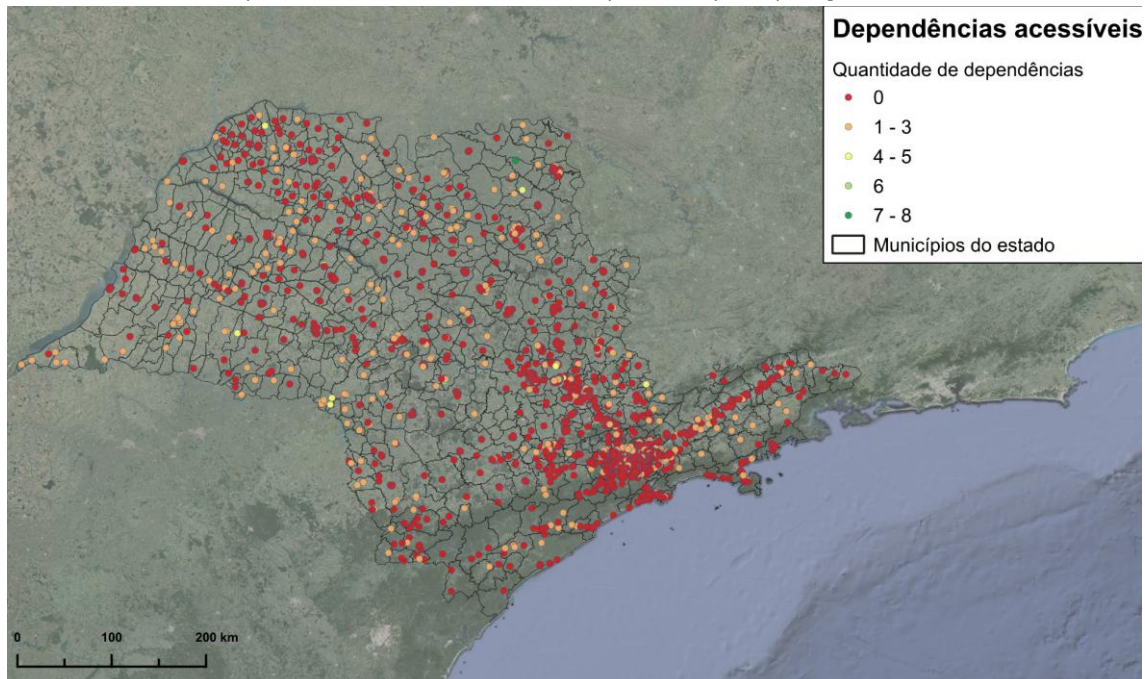 Dependências acessíveis
Quantidade de dependências
0
1 - 3
4 - 5
6
7 - 8
Municípios do estado
0 100 200 km